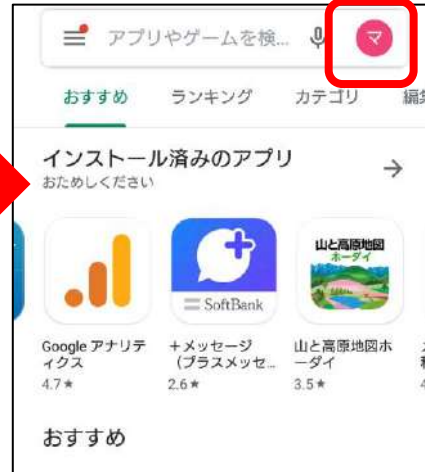 アプリやゲームを検... マ
おすすめ ランキング カテゴリ 編集
インストール済みのアプリ
おためしください
山と高原地図
ホーダイ
SoftBank
Google アナリテ ＋メッセージ 山と高原地図ホ
ィクス （プラスメッセ... ーダイ
4.7★ 2.6★ 3.5★ 4
おすすめ